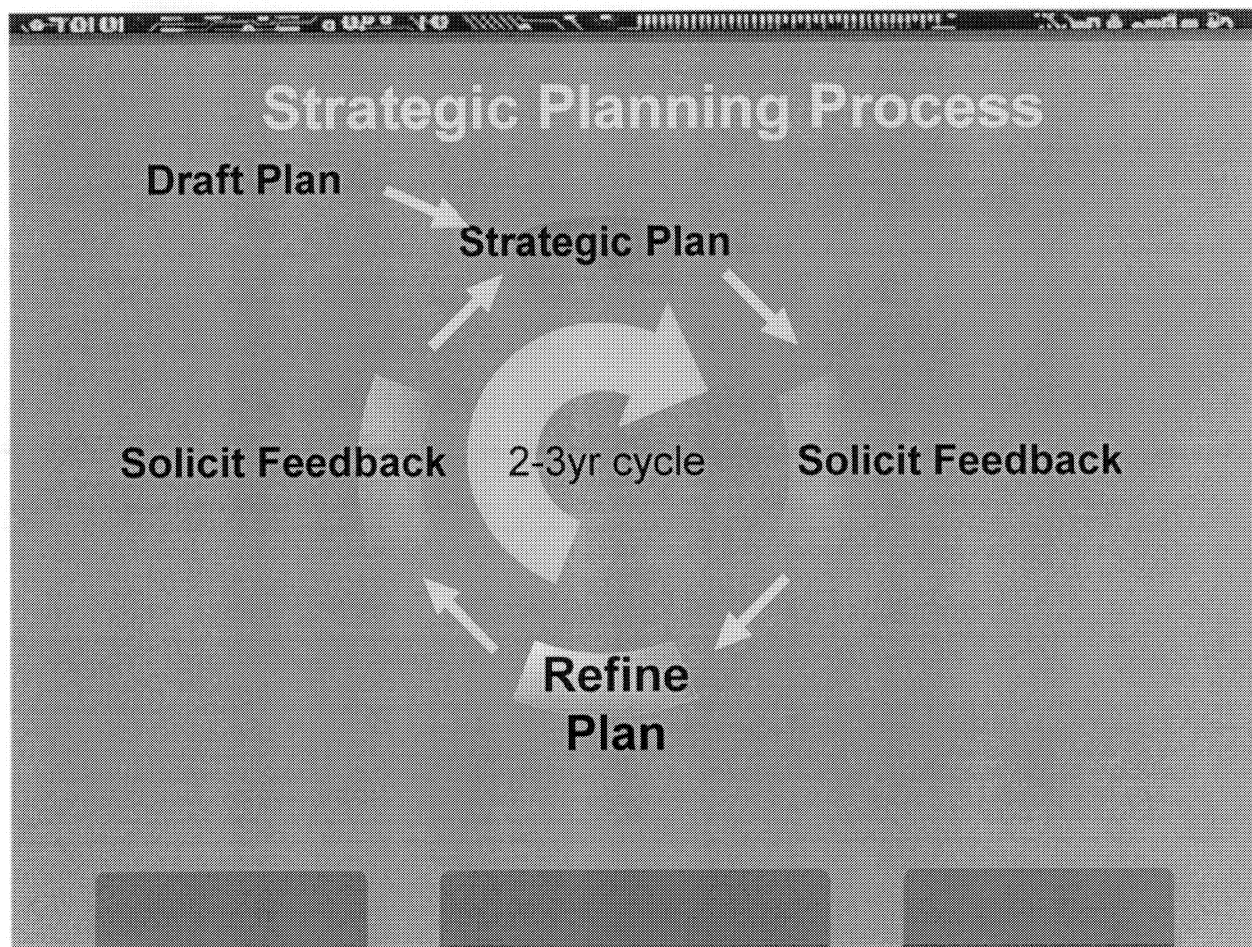 Strategic Planning Process
Draft Plan
Strategic Plan
Solicit Feedback
2-3yr cycle
Solicit Feedback
Refine
Plan